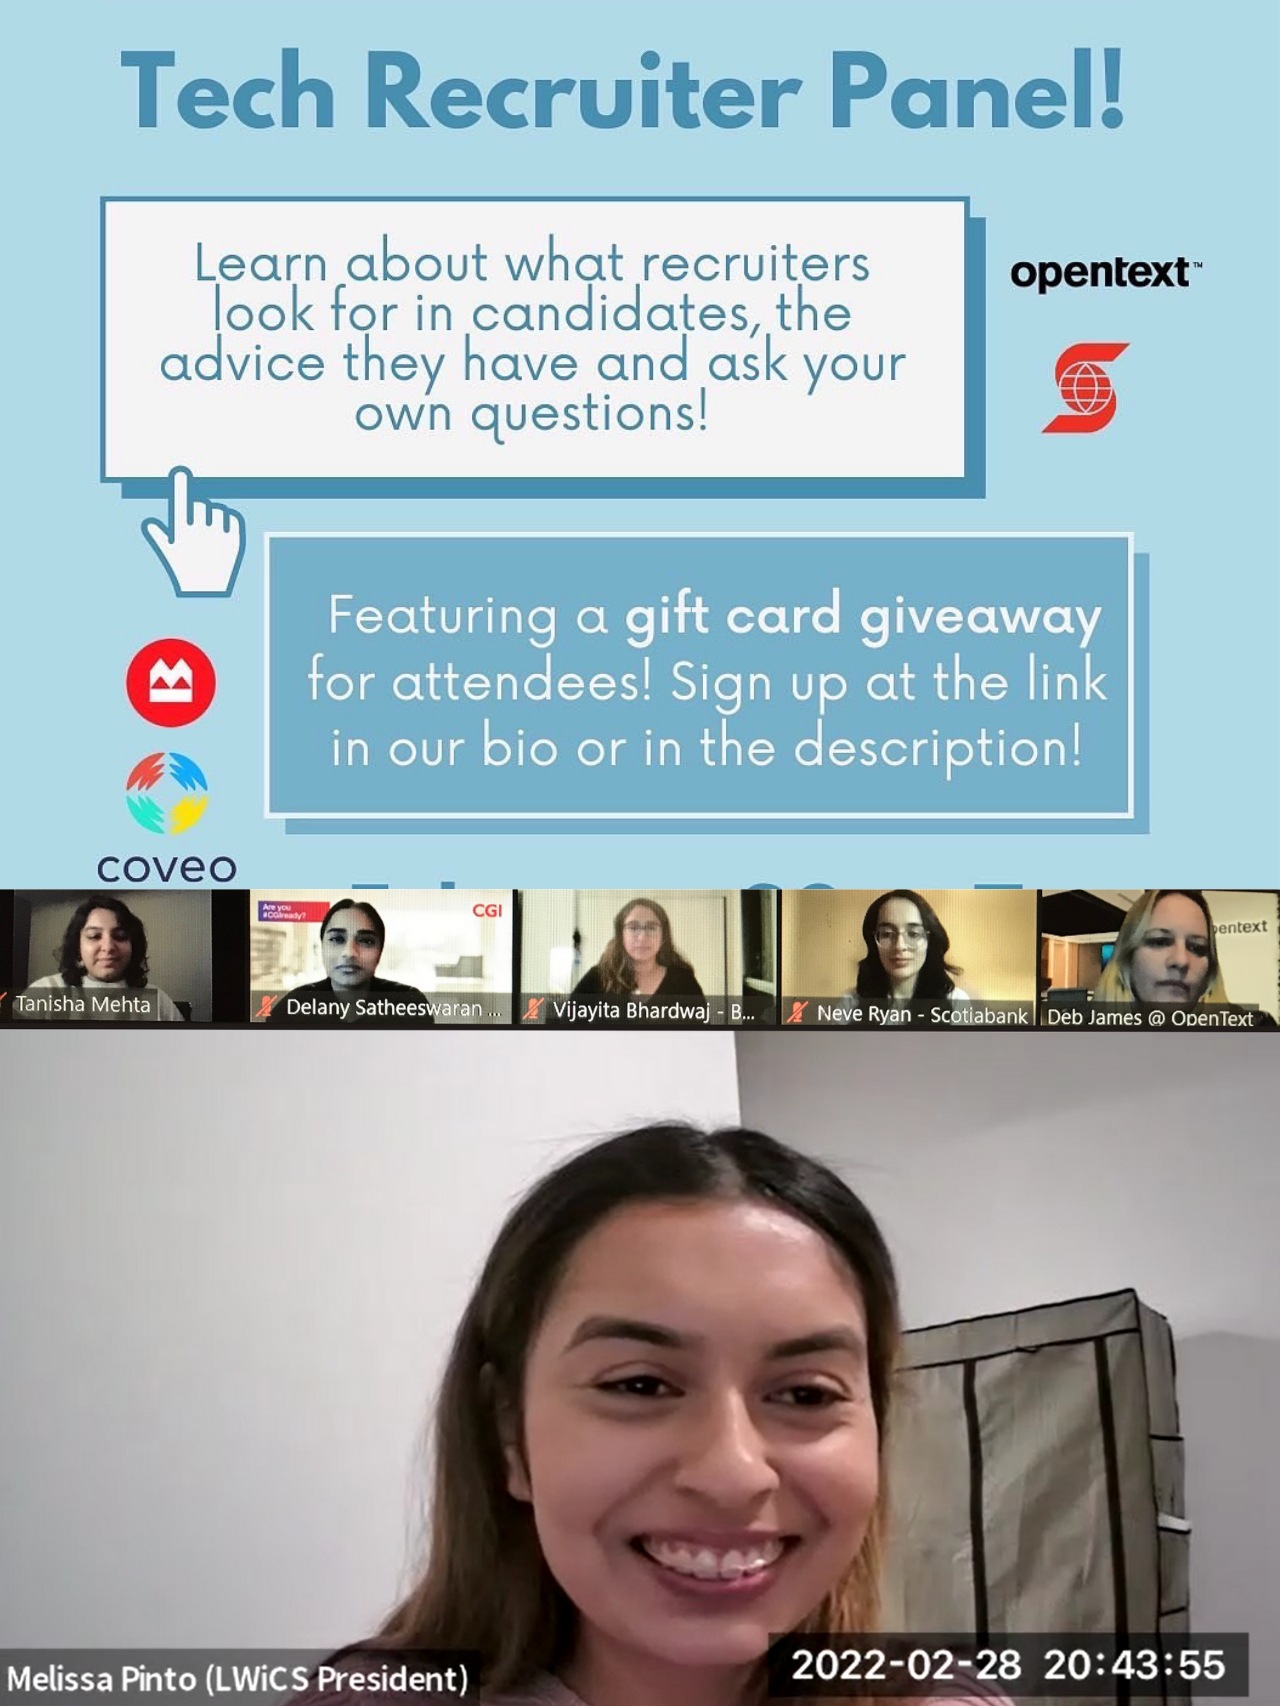 Tech Recruiter Panel!
Learn about what recruiters
look for in candidates, the
advice they have and ask your
own questions!
opentext™
Featuring a gift card giveaway
for attendees! Sign up at the link
in our bio or in the description!
coveo
Are you
#CGIready?
CGI
pentext
Tanisha Mehta
Delany Satheeswaran ...
Vijayita Bhardwaj - B...
Neve Ryan - Scotiabank
Deb James @ OpenText
Melissa Pinto (LWiCS President)
2022-02-28 20:43:55